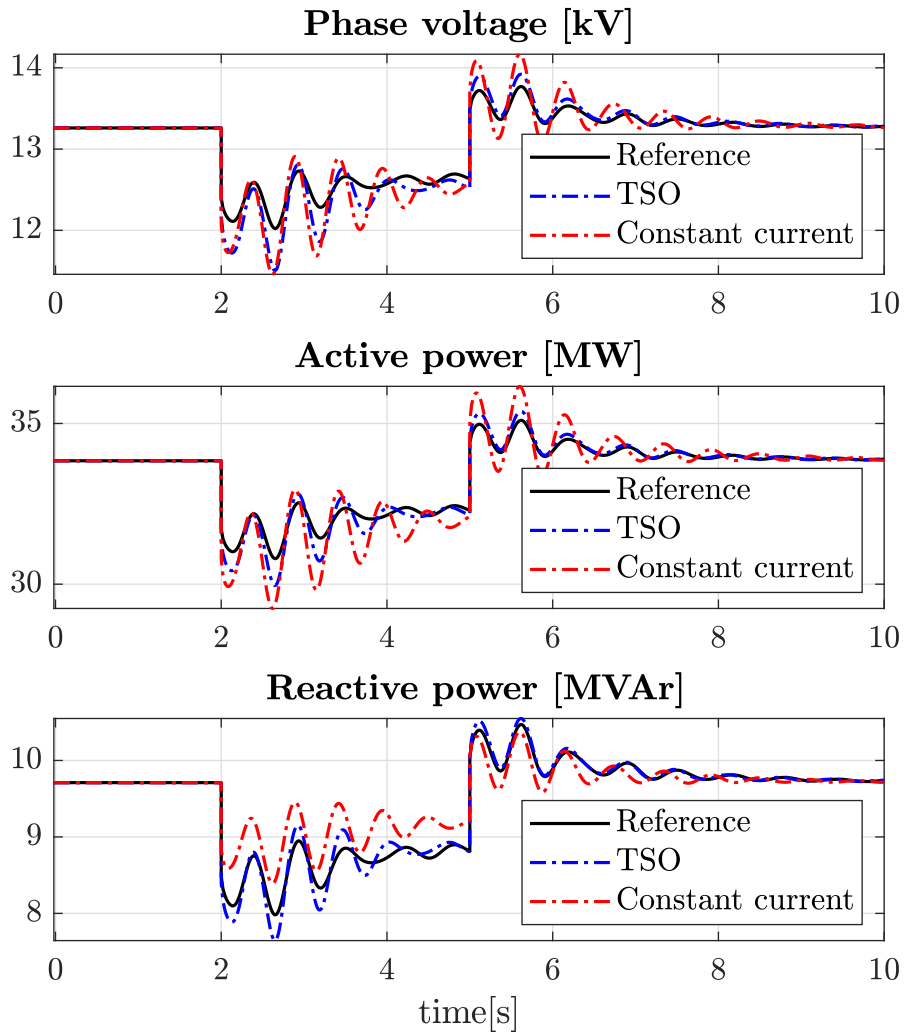 Phase voltage [kV]
14
13
12
Reference
TSO
Constant current
0 2 4 6 8 10
Active power [MW]
35
30
Reference
TSO
Constant current
0 2 4 6 8 10
Reactive power [MVAr]
10
9
8
Reference
TSO
Constant current
0 2 4 6 8 10
time[s]